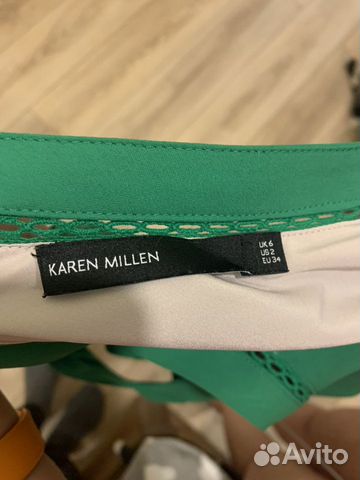 KAREN MILLEN
UK 6
US 2
EU 34
Avito